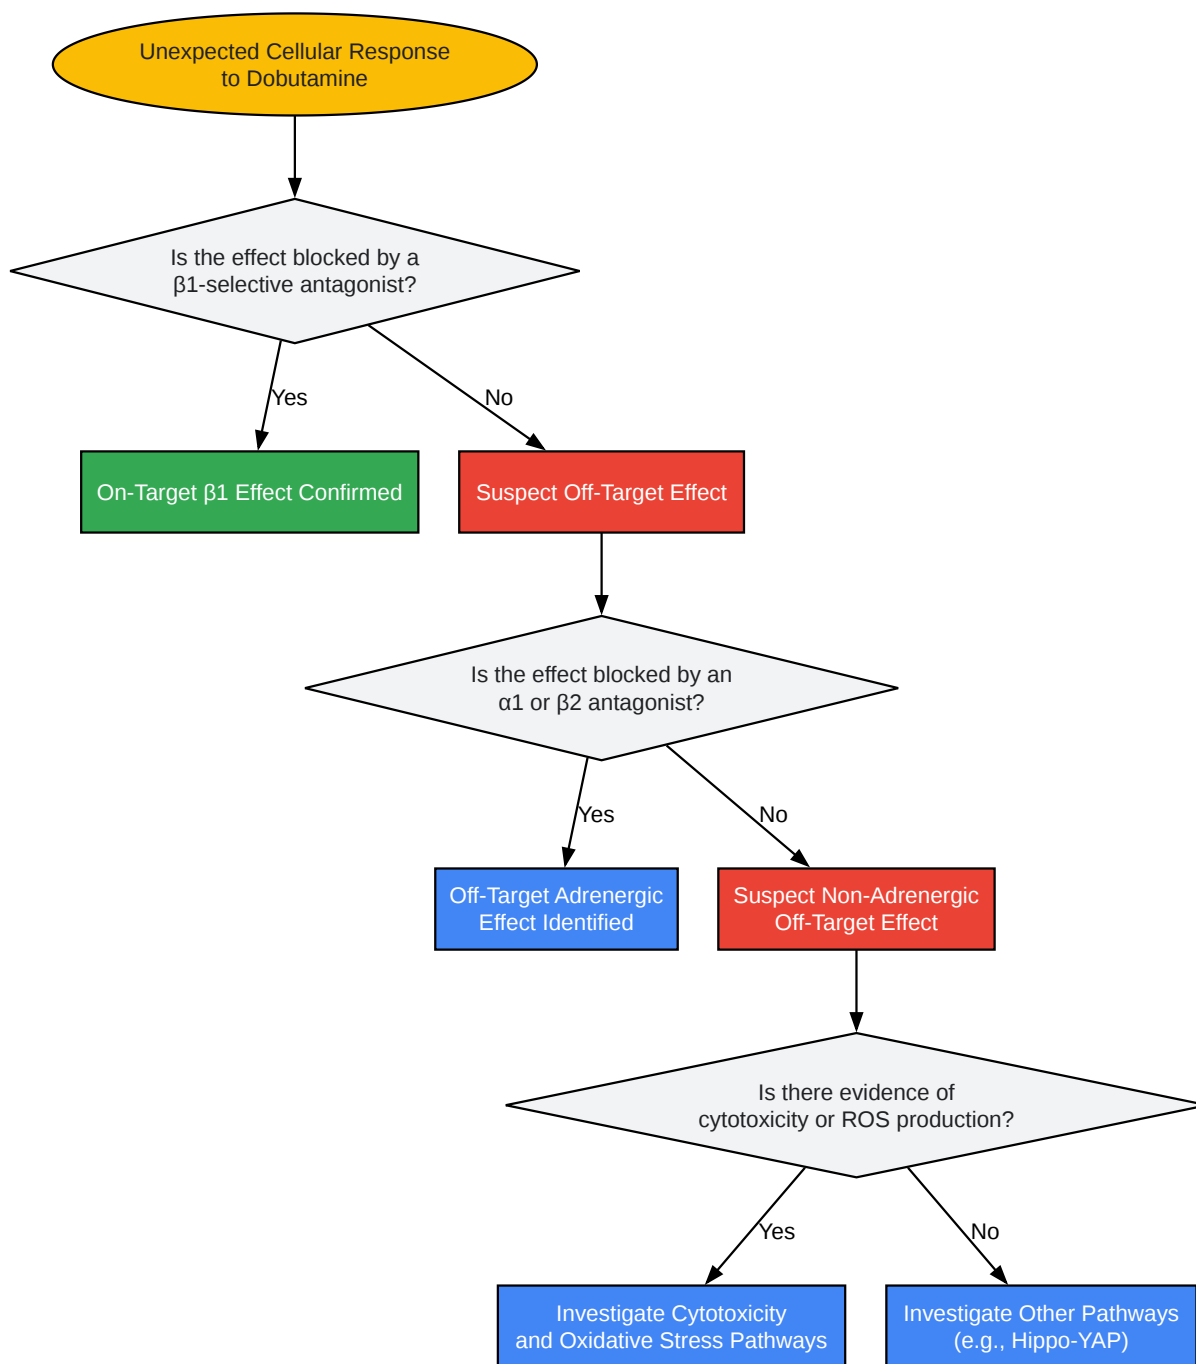 Unexpected Cellular Response
to Dobutamine
Is the effect blocked by a
β1-selective antagonist?
Yes
No
On-Target β1 Effect Confirmed
Suspect Off-Target Effect
Is the effect blocked by an
α1 or β2 antagonist?
Yes
No
Off-Target Adrenergic
Effect Identified
Suspect Non-Adrenergic
Off-Target Effect
Is there evidence of
cytotoxicity or ROS production?
Yes
No
Investigate Cytotoxicity
and Oxidative Stress Pathways
Investigate Other Pathways
(e.g., Hippo-YAP)